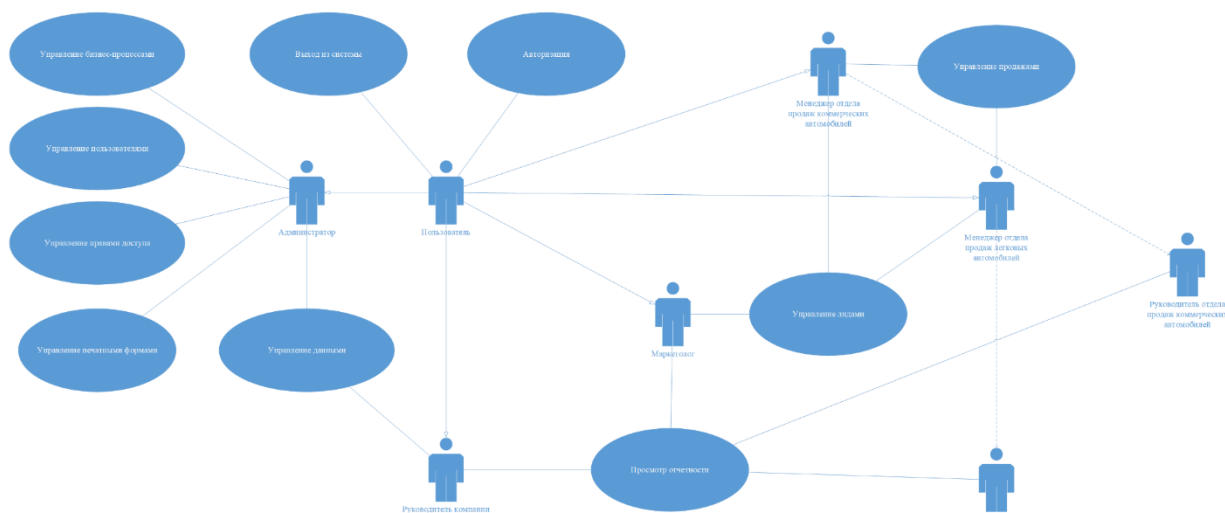 Управление бизнес-процессами
Выход из системы
Авторизация
Управление продажами
Менеджер отдела
продаж коммерческих
автомобилей
Управление пользователями
Администратор
Пользователь
Менеджер отдела
продаж легковых
автомобилей
Управление правами доступа
Руководитель отдела
продаж коммерческих
автомобилей
Управление лидами
Управление печатными формами
Управление данными
Маркетолог
Просмотр отчетности
Руководитель компании